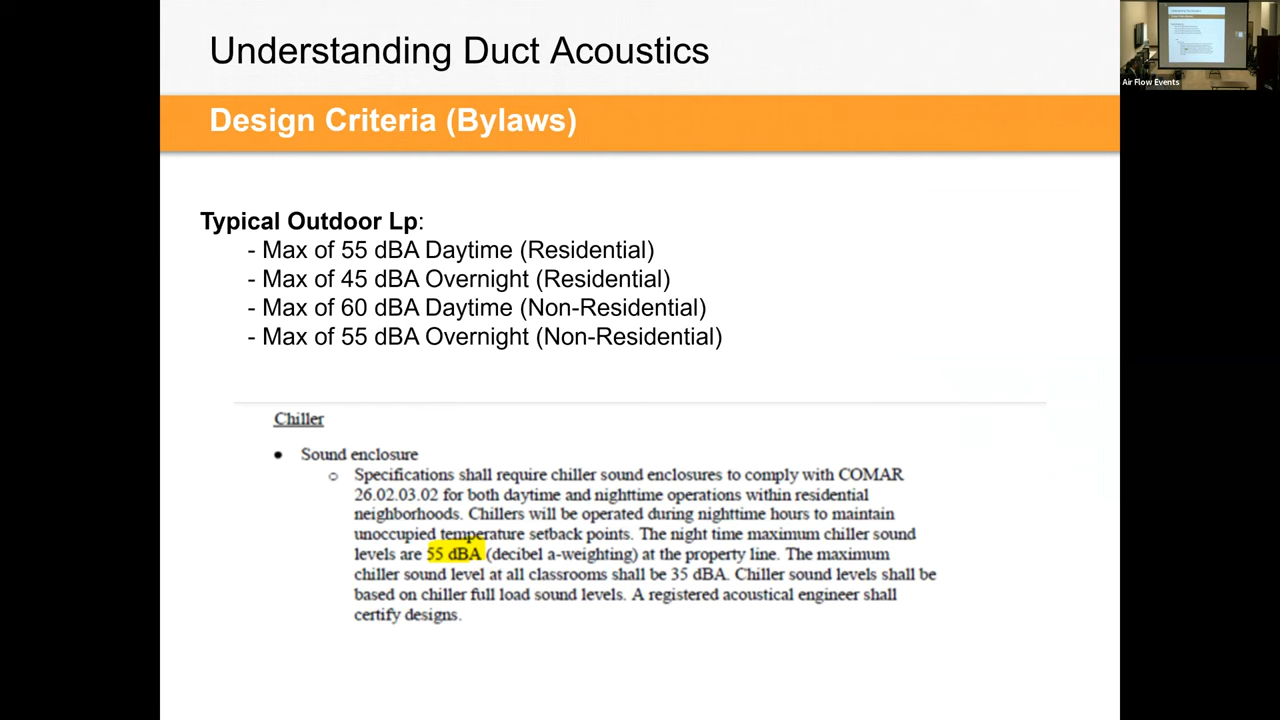 Understanding Duct Acoustics
Design Criteria (Bylaws)
Air Flow Events
Typical Outdoor Lp:
- Max of 55 dBA Daytime (Residential)
- Max of 45 dBA Overnight (Residential)
- Max of 60 dBA Daytime (Non-Residential)
- Max of 55 dBA Overnight (Non-Residential)
Chiller
● Sound enclosure
o Specifications shall require chiller sound enclosures to comply with COMAR
26.02.03.02 for both daytime and nighttime operations within residential
neighborhoods. Chillers will be operated during nighttime hours to maintain
unoccupied temperature setback points. The night time maximum chiller sound
levels are 55 dBA (decibel a-weighting) at the property line. The maximum
chiller sound level at all classrooms shall be 35 dBA. Chiller sound levels shall be
based on chiller full load sound levels. A registered acoustical engineer shall
certify designs.